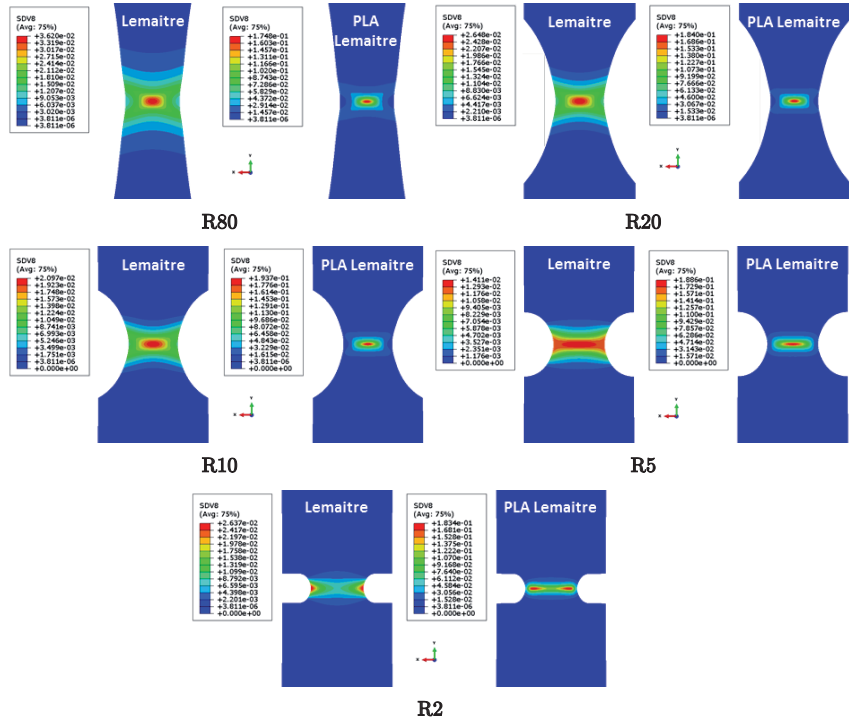 SDV8
(Avg: 75%)
+3.620e-02
+3.319e-02
+3.017e-02
+2.715e-02
+2.414e-02
+2.112e-02
+1.810e-02
+1.509e-02
+1.207e-02
+9.053e-03
+6.037e-03
+3.020e-03
+3.811e-06
Lemaitre
SDV8
(Avg: 75%)
+1.748e-01
+1.603e-01
+1.457e-01
+1.311e-01
+1.166e-01
+1.020e-01
+8.743e-02
+7.286e-02
+5.829e-02
+4.372e-02
+2.914e-02
+1.457e-02
+3.811e-06
Y
X
PLA
Lemaitre
R80
SDV8
(Avg: 75%)
+2.648e-02
+2.428e-02
+2.207e-02
+1.986e-02
+1.766e-02
+1.545e-02
+1.324e-02
+1.104e-02
+8.830e-03
+6.624e-03
+4.417e-03
+2.210e-03
+3.811e-06
Lemaitre
SDV8
(Avg: 75%)
+1.840e-01
+1.686e-01
+1.533e-01
+1.380e-01
+1.227e-01
+1.073e-01
+9.199e-02
+7.666e-02
+6.133e-02
+4.600e-02
+3.067e-02
+1.533e-02
+3.811e-06
Y
X
PLA Lemaitre
R20
SDV8
(Avg: 75%)
+2.097e-02
+1.923e-02
+1.748e-02
+1.573e-02
+1.398e-02
+1.224e-02
+1.049e-02
+8.741e-03
+6.993e-03
+5.246e-03
+3.499e-03
+1.751e-03
+3.811e-06
+0.000e+00
Lemaitre
SDV8
(Avg: 75%)
+1.937e-01
+1.776e-01
+1.614e-01
+1.453e-01
+1.291e-01
+1.130e-01
+9.686e-02
+8.072e-02
+6.458e-02
+4.843e-02
+3.229e-02
+1.615e-02
+3.811e-06
+0.000e+00
Y
X
PLA Lemaitre
R10
SDV8
(Avg: 75%)
+1.411e-02
+1.293e-02
+1.176e-02
+1.058e-02
+9.405e-03
+8.229e-03
+7.054e-03
+5.878e-03
+4.702e-03
+3.527e-03
+2.351e-03
+1.176e-03
+0.000e+00
Lemaitre
SDV8
(Avg: 75%)
+1.886e-01
+1.729e-01
+1.571e-01
+1.414e-01
+1.257e-01
+1.100e-01
+9.429e-02
+7.857e-02
+6.286e-02
+4.714e-02
+3.143e-02
+1.571e-02
+0.000e+00
Y
X
PLA Lemaitre
R5
SDV8
(Avg: 75%)
+2.637e-02
+2.417e-02
+2.197e-02
+1.978e-02
+1.758e-02
+1.538e-02
+1.319e-02
+1.099e-02
+8.792e-03
+6.595e-03
+4.398e-03
+2.201e-03
+3.811e-06
+0.000e+00
Lemaitre
SDV8
(Avg: 75%)
+1.834e-01
+1.681e-01
+1.528e-01
+1.375e-01
+1.222e-01
+1.070e-01
+9.168e-02
+7.640e-02
+6.112e-02
+4.584e-02
+3.056e-02
+1.528e-02
+3.811e-06
+0.000e+00
Y
X
PLA Lemaitre
R2